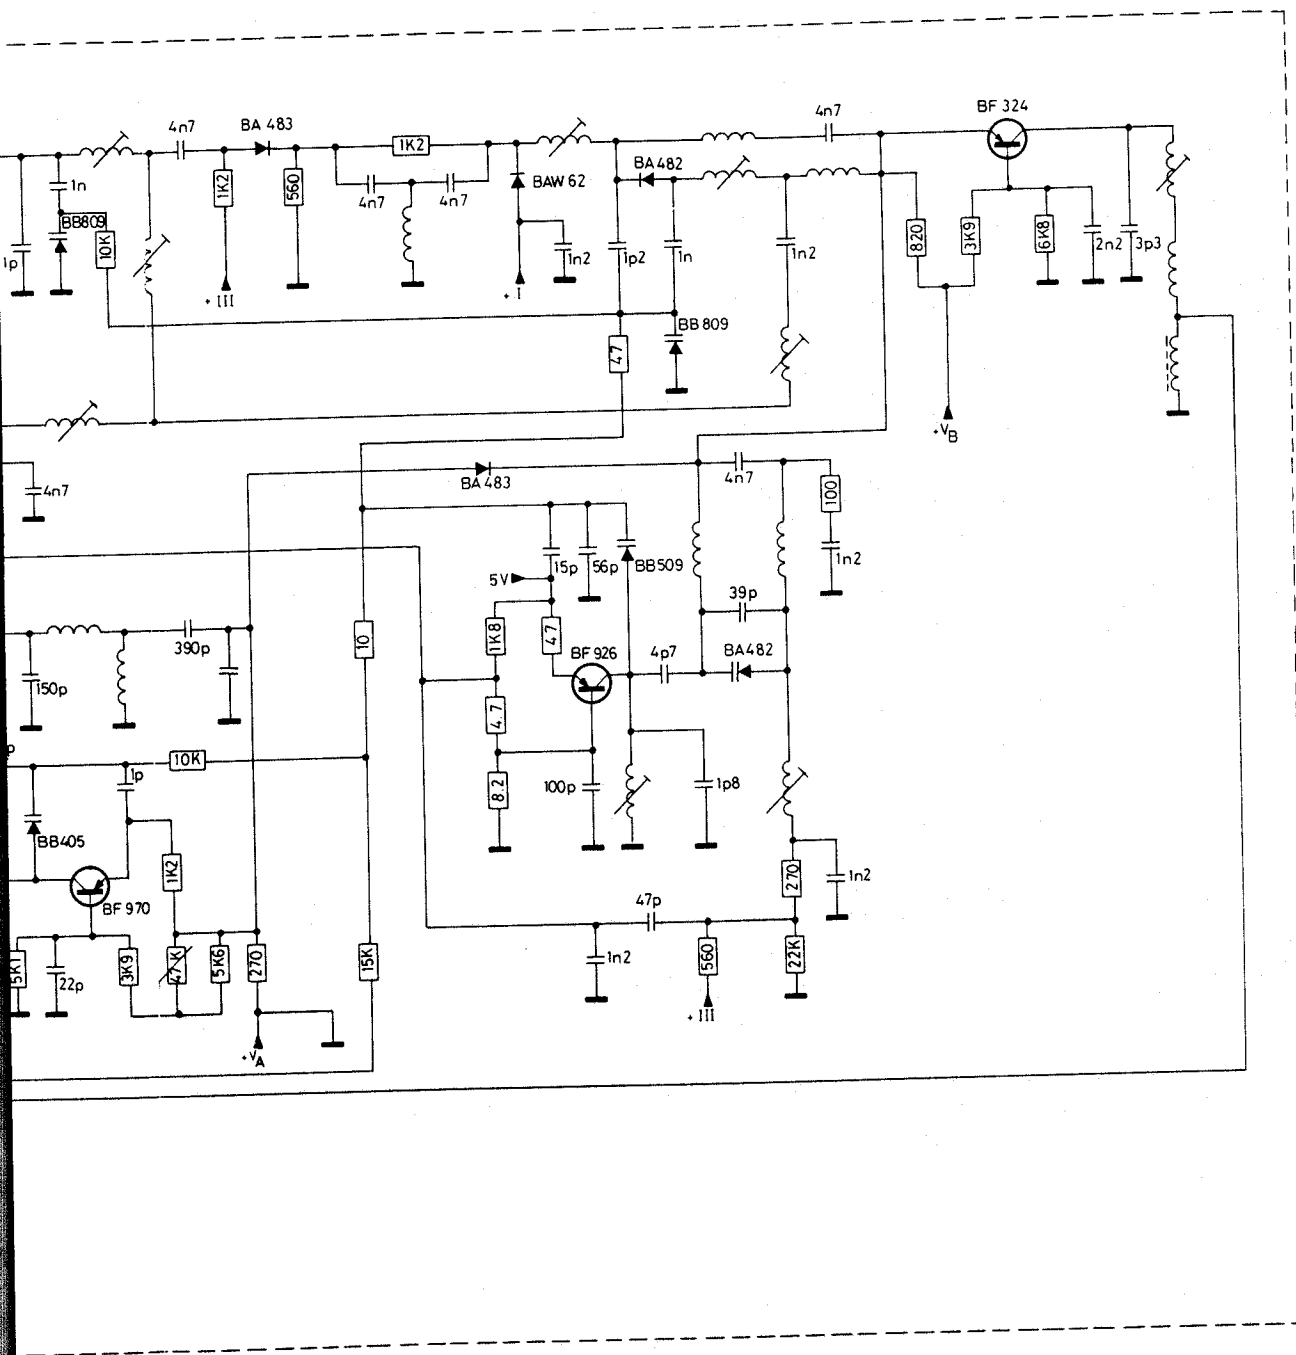 BF 324
4n7
4n7
BA 483
1K2
BA 482
1n
1K2
560
4n7
4n7
BAW 62
BB809
10K
1p
1n2
1p2
1n
1n2
820
3K9
6K8
2n2
3p3
+ III
+ I
BB 809
47
+VB
4n7
BA 483
4n7
100
15p
56p
BB509
1n2
5V
39p
390p
10
1K8
47
BF 926
4p7
BA482
150p
4.7
p
10K
1p
8.2
100p
1p8
BB405
1K2
270
1n2
BF 970
47p
5K1
22p
3K9
47K
5K6
270
15K
1n2
560
22K
+ III
+VA